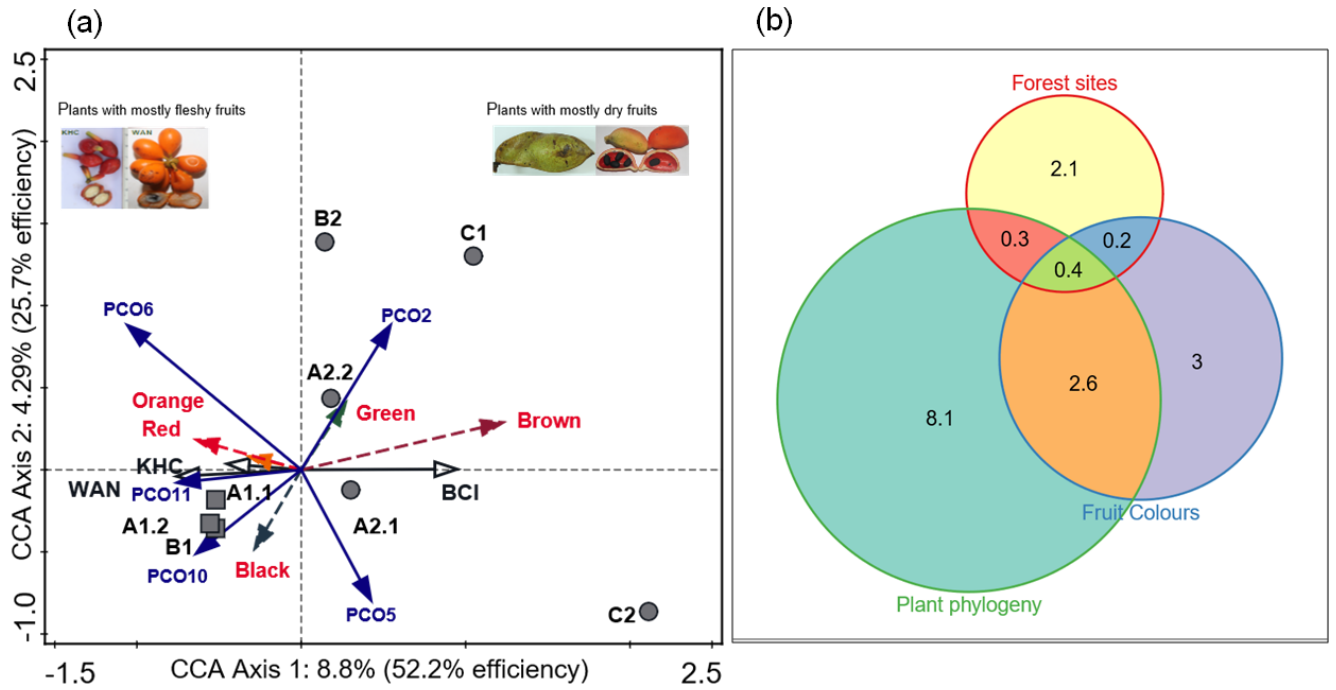 (a)
(b)
2.5
Plants with mostly fleshy fruits
Plants with mostly dry fruits
KHC
WAN
B2
C1
PCO6
PCO2
A2.2
Orange
Red
Green
Brown
KHC
WAN
PCO11
A1.1
BCI
A1.2
B1
A2.1
PCO10
Black
PCO5
C2
-1.0
CCA Axis 2: 4.29% (25.7% efficiency)
-1.5
CCA Axis 1: 8.8% (52.2% efficiency)
2.5
Forest sites
2.1
0.3
0.2
0.4
3
2.6
8.1
Fruit Colours
Plant phylogeny